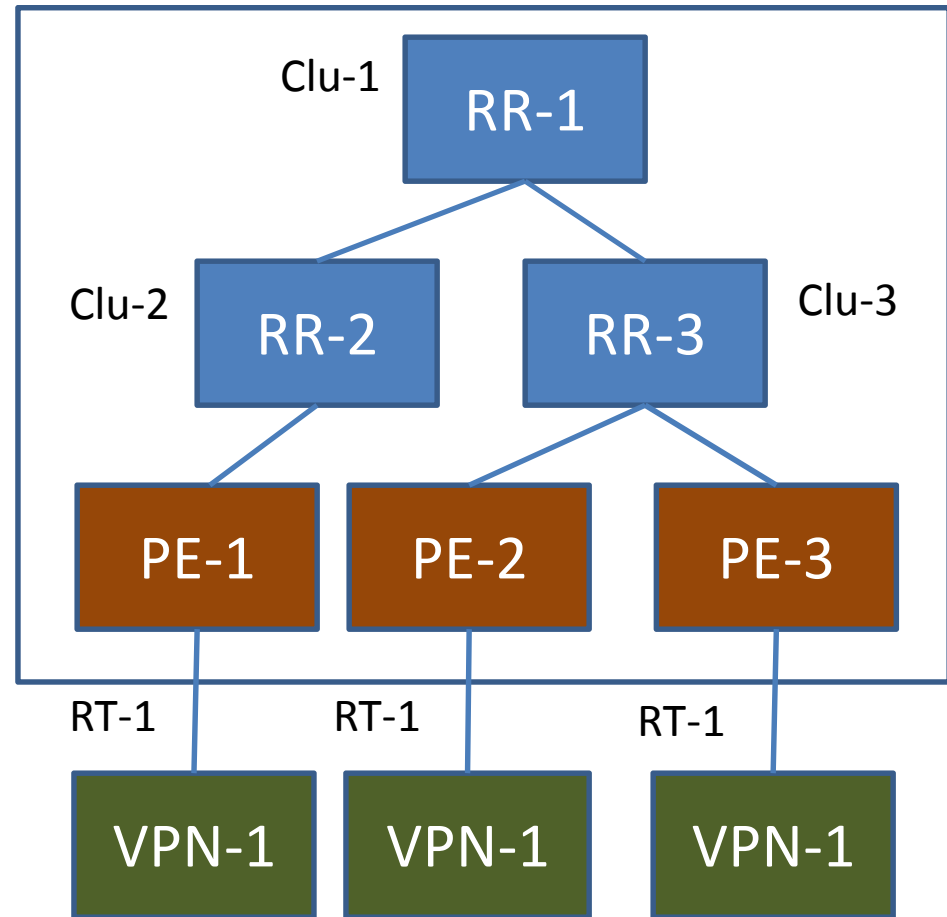 Clu-1
RR-1
Clu-2
RR-2
RR-3
Clu-3
PE-1
PE-2
PE-3
RT-1
RT-1
RT-1
VPN-1
VPN-1
VPN-1